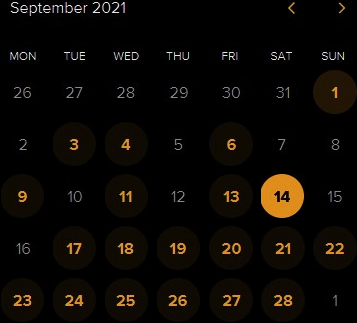 September 2021
MON TUE WED THU FRI SAT SUN
26 27 28 29 30 31 1
2 3 4 5 6 7 8
9 10 11 12 13 14 15
16 17 18 19 20 21 22
23 24 25 26 27 28 1